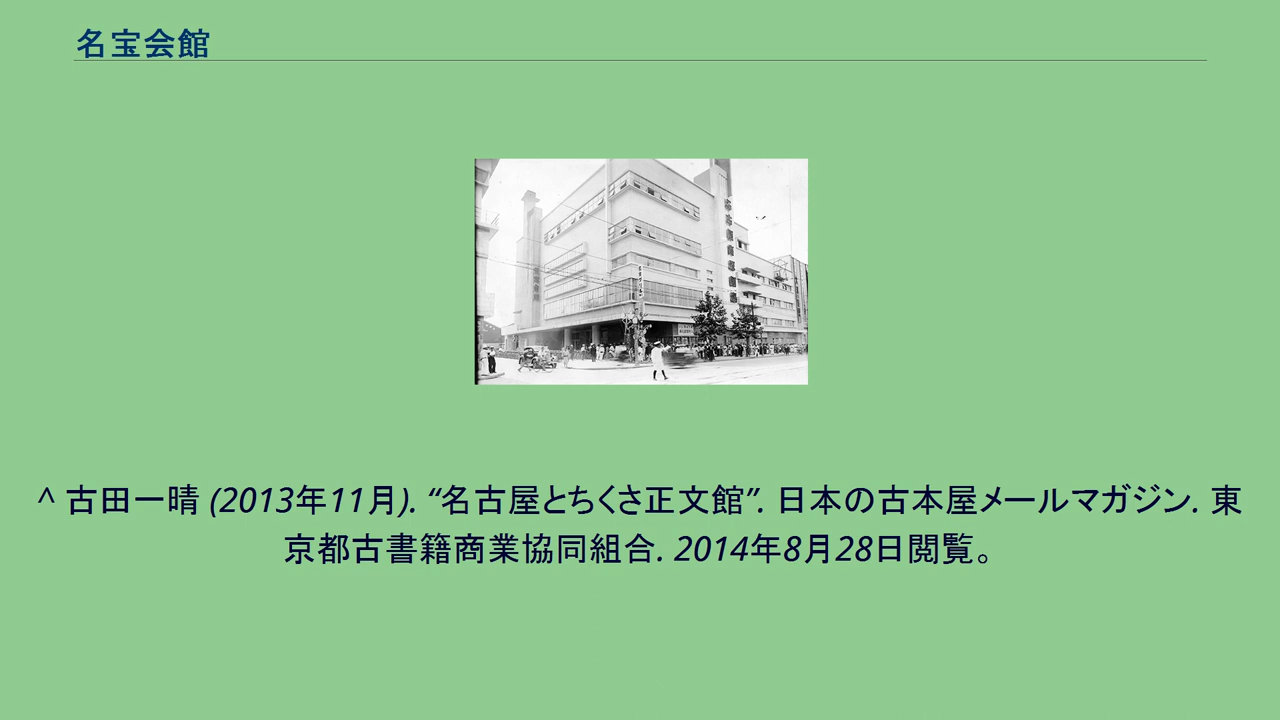 名宝会館
^ 古田一晴 (2013年11月). “名古屋とちくさ正文館”. 日本の古本屋メールマガジン. 東
京都古書籍商業協同組合. 2014年8月28日閲覧。